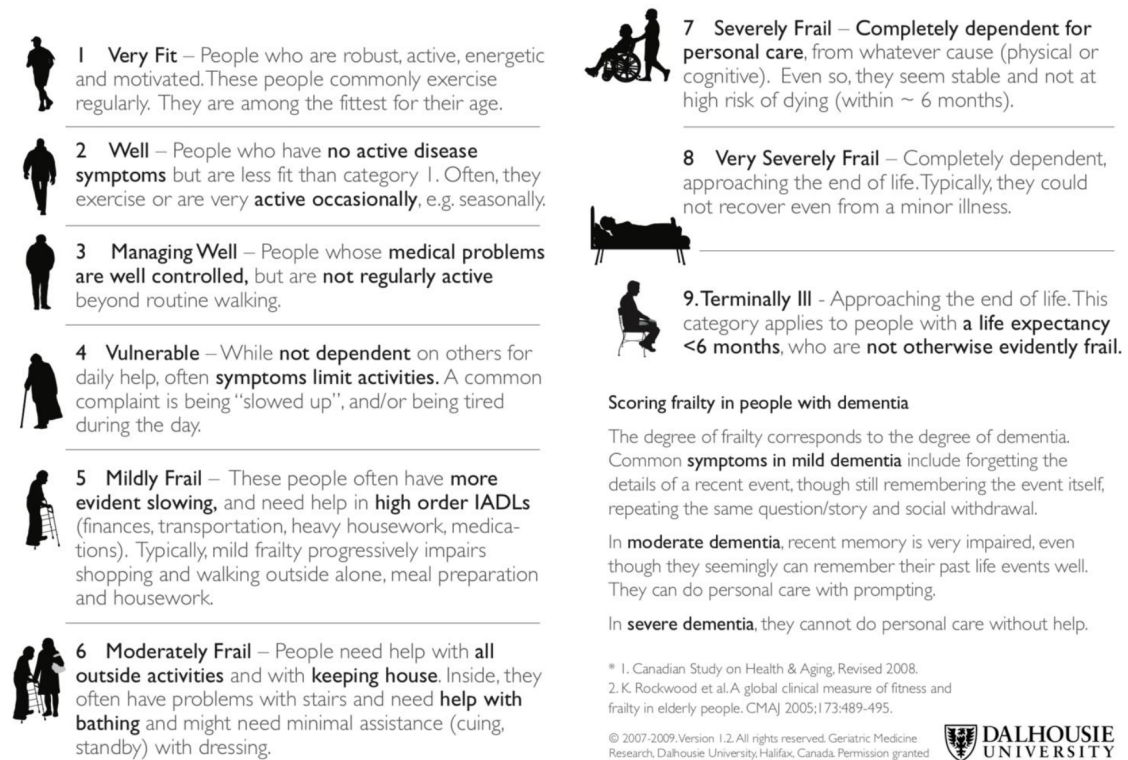 1 Very Fit – People who are robust, active, energetic
and motivated. These people commonly exercise
regularly. They are among the fittest for their age.
2 Well – People who have no active disease
symptoms but are less fit than category 1. Often, they
exercise or are very active occasionally, e.g. seasonally.
3 Managing Well – People whose medical problems
are well controlled, but are not regularly active
beyond routine walking.
4 Vulnerable – While not dependent on others for
daily help, often symptoms limit activities. A common
complaint is being "slowed up", and/or being tired
during the day.
5 Mildly Frail – These people often have more
evident slowing, and need help in high order IADLs
(finances, transportation, heavy housework, medica-
tions). Typically, mild frailty progressively impairs
shopping and walking outside alone, meal preparation
and housework.
6 Moderately Frail – People need help with all
outside activities and with keeping house. Inside, they
often have problems with stairs and need help with
bathing and might need minimal assistance (cuing,
standby) with dressing.
7 Severely Frail – Completely dependent for
personal care, from whatever cause (physical or
cognitive). Even so, they seem stable and not at
high risk of dying (within ~ 6 months).
8 Very Severely Frail – Completely dependent,
approaching the end of life. Typically, they could
not recover even from a minor illness.
9. Terminally Ill - Approaching the end of life. This
category applies to people with a life expectancy
<6 months, who are not otherwise evidently frail.
Scoring frailty in people with dementia
The degree of frailty corresponds to the degree of dementia.
Common symptoms in mild dementia include forgetting the
details of a recent event, though still remembering the event itself,
repeating the same question/story and social withdrawal.
In moderate dementia, recent memory is very impaired, even
though they seemingly can remember their past life events well.
They can do personal care with prompting.
In severe dementia, they cannot do personal care without help.
* 1. Canadian Study on Health & Aging, Revised 2008.
2. K. Rockwood et al. A global clinical measure of fitness and
frailty in elderly people. CMAJ 2005;173:489-495.
© 2007-2009. Version 1.2. All rights reserved. Geriatric Medicine
Research, Dalhousie University, Halifax, Canada. Permission granted
DALHOUSIE
UNIVERSITY